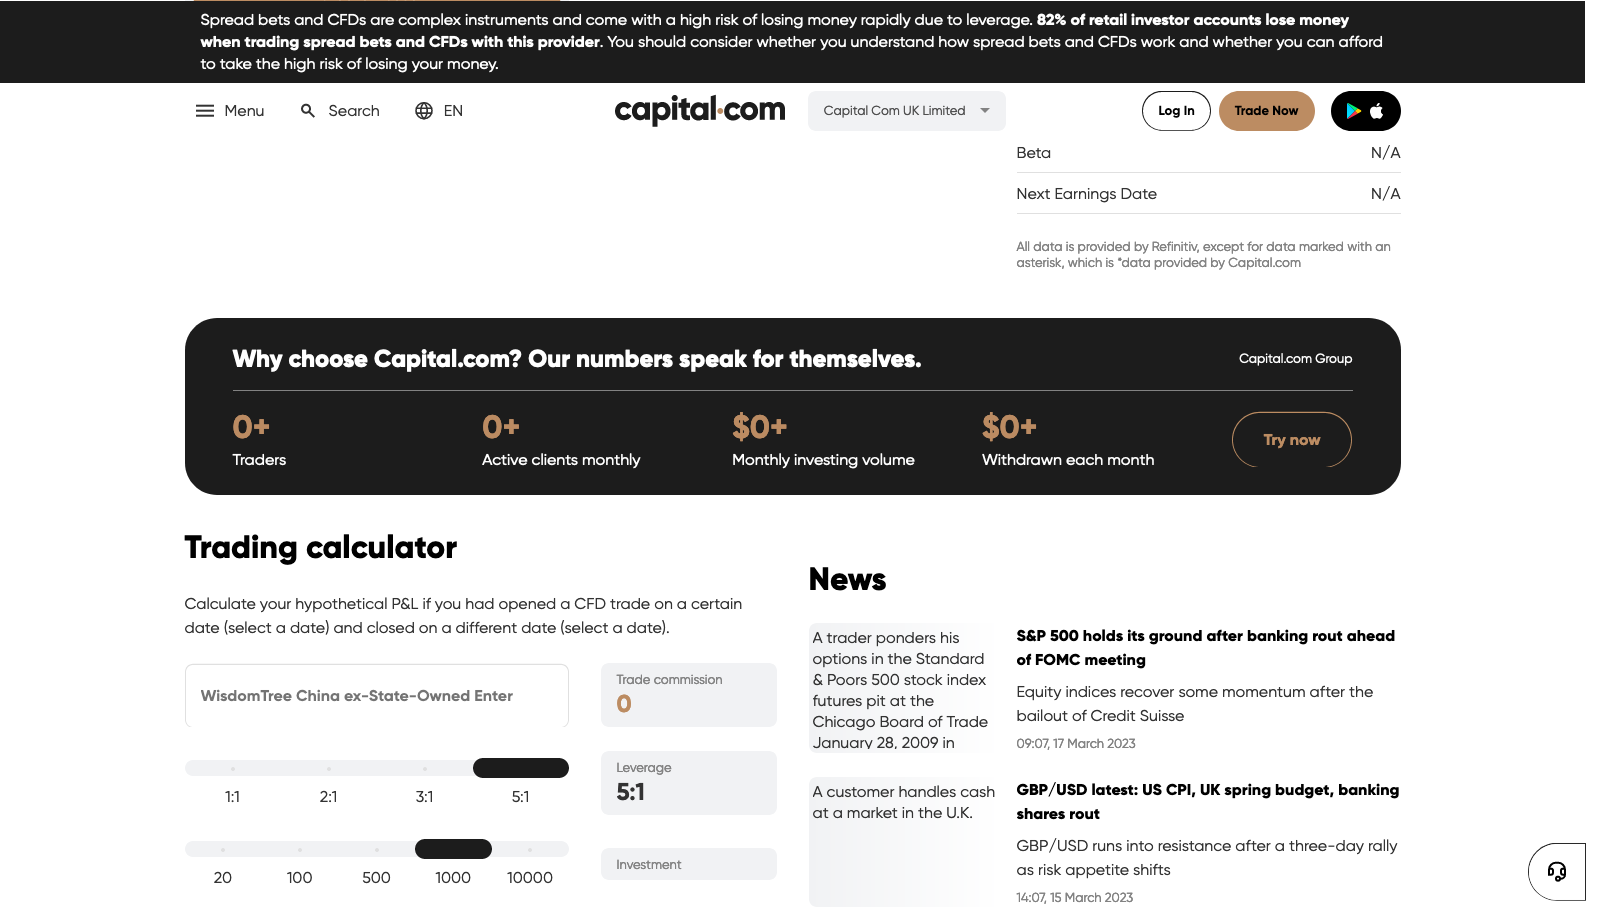 Spread bets and CFDs are complex instruments and come with a high risk of losing money rapidly due to leverage. 82% of retail investor accounts lose money
when trading spread bets and CFDs with this provider. You should consider whether you understand how spread bets and CFDs work and whether you can afford
to take the high risk of losing your money.
Menu
Search
EN
capital.com
Capital Com UK Limited
Log In
Trade Now
Beta N/A
Next Earnings Date N/A
All data is provided by Refinitiv, except for data marked with an
asterisk, which is *data provided by Capital.com
Why choose Capital.com? Our numbers speak for themselves.
Capital.com Group
0+
Traders
0+
Active clients monthly
$0+
Monthly investing volume
$0+
Withdrawn each month
Try now
Trading calculator
Calculate your hypothetical P&L if you had opened a CFD trade on a certain
date (select a date) and closed on a different date (select a date).
WisdomTree China ex-State-Owned Enter
1:1 2:1 3:1 5:1
20 100 500 1000 10000
Trade commission
0
Leverage
5:1
Investment
News
A trader ponders his
options in the Standard
& Poors 500 stock index
futures pit at the
Chicago Board of Trade
January 28, 2009 in
S&P 500 holds its ground after banking rout ahead
of FOMC meeting
Equity indices recover some momentum after the
bailout of Credit Suisse
09:07, 17 March 2023
A customer handles cash
at a market in the U.K.
GBP/USD latest: US CPI, UK spring budget, banking
shares rout
GBP/USD runs into resistance after a three-day rally
as risk appetite shifts
14:07, 15 March 2023